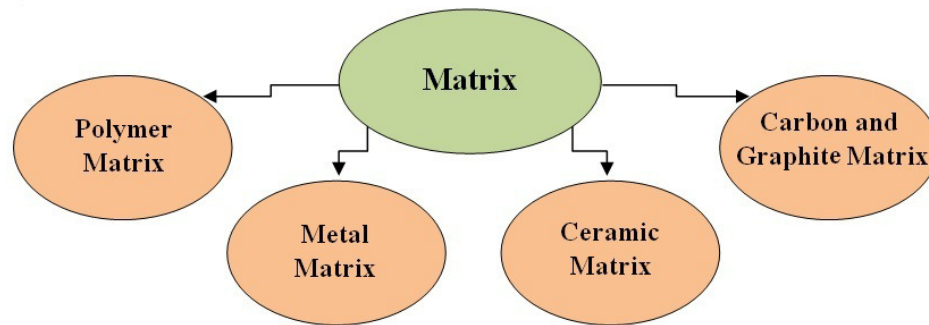 Matrix
Polymer
Matrix
Metal
Matrix
Ceramic
Matrix
Carbon and
Graphite Matrix